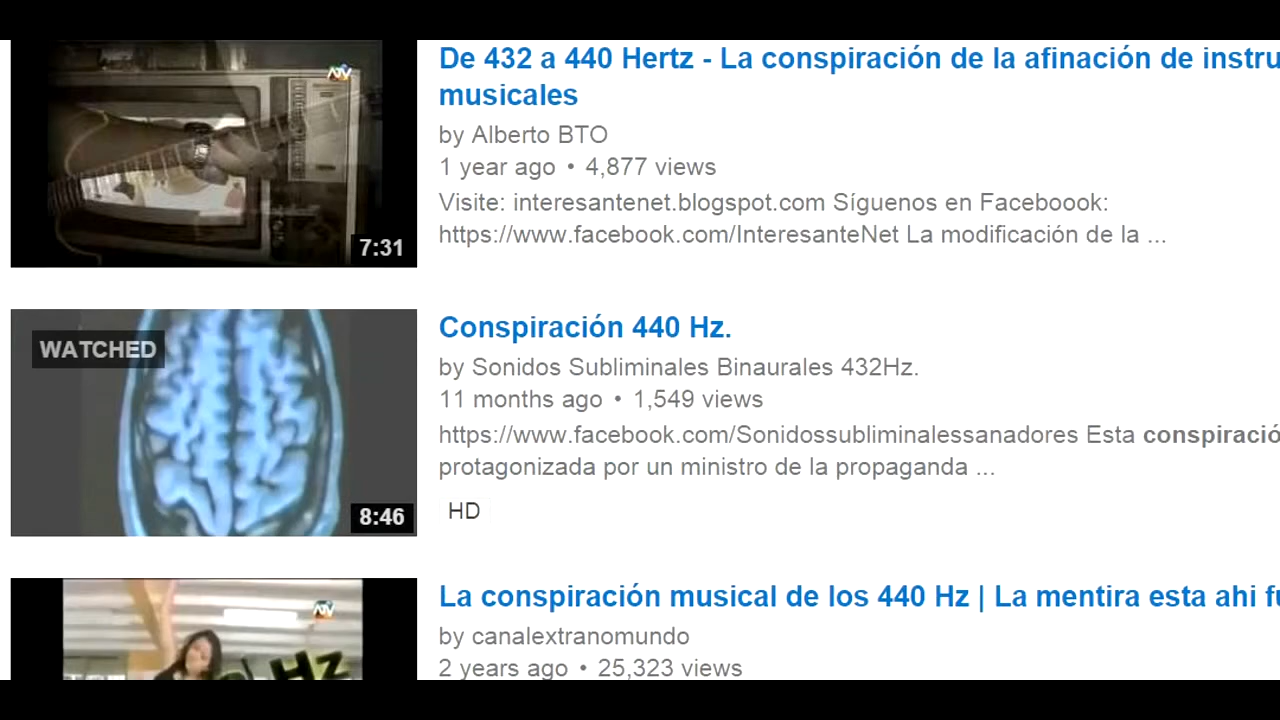 De 432 a 440 Hertz - La conspiración de la afinación de instru
musicales
by Alberto BTO
1 year ago • 4,877 views
Visite: interesantenet.blogspot.com Síguenos en Faceboook:
https://www.facebook.com/InteresanteNet La modificación de la ...
ATV
7:31
WATCHED
Conspiración 440 Hz.
by Sonidos Subliminales Binaurales 432Hz.
11 months ago • 1,549 views
https://www.facebook.com/Sonidossubliminalessanadores Esta conspiració
protagonizada por un ministro de la propaganda ...
HD
8:46
La conspiración musical de los 440 Hz | La mentira esta ahi fu
by canalextranomundo
2 years ago • 25,323 views
ATV
Hz